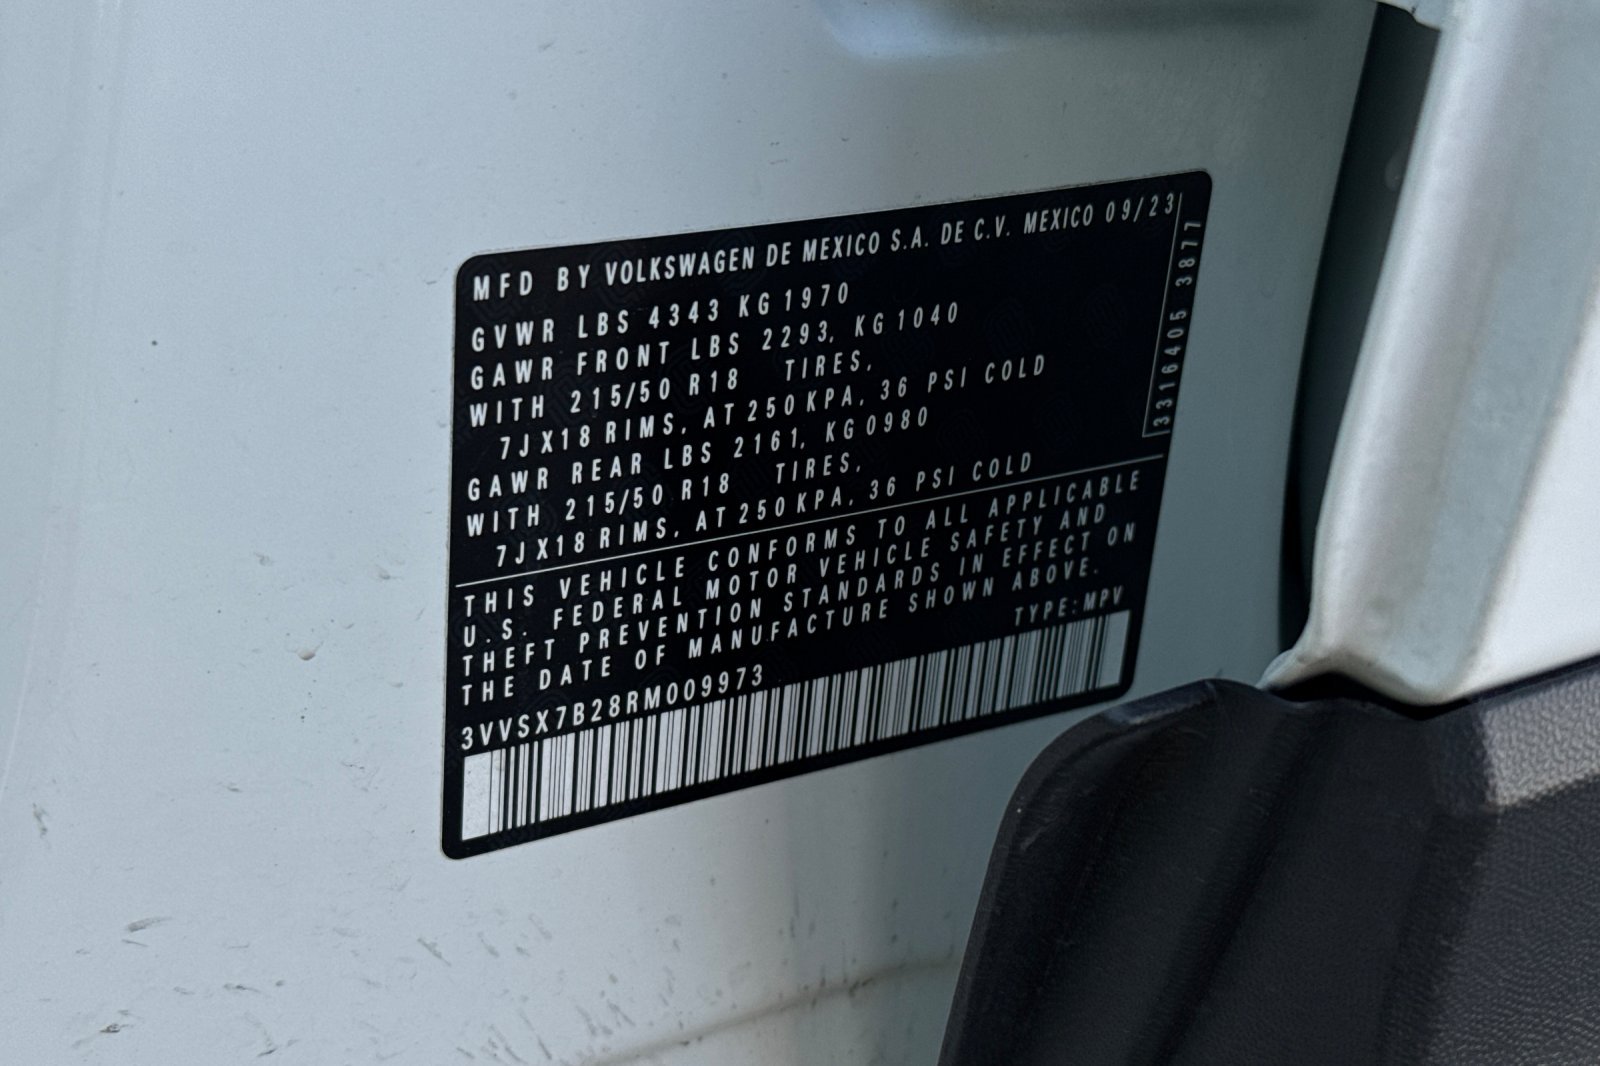 MFD BY VOLKSWAGEN DE MEXICO S.A. DE C.V. MEXICO 09/23
GVWR LBS 4343 KG 1970
GAWR FRONT LBS 2293, KG 1040
WITH 215/50 R18 TIRES,
7J X18 RIMS, AT 250 KPA, 36 PSI COLD
GAWR REAR LBS 2161, KG 0980
WITH 215/50 R18 TIRES,
7J X18 RIMS, AT 250 KPA, 36 PSI COLD
THIS VEHICLE CONFORMS TO ALL APPLICABLE
U.S. FEDERAL MOTOR VEHICLE SAFETY AND
THEFT PREVENTION STANDARDS IN EFFECT ON
THE DATE OF MANUFACTURE SHOWN ABOVE.
TYPE: MPV
3VVSX7B28RM009973
3316405 3877